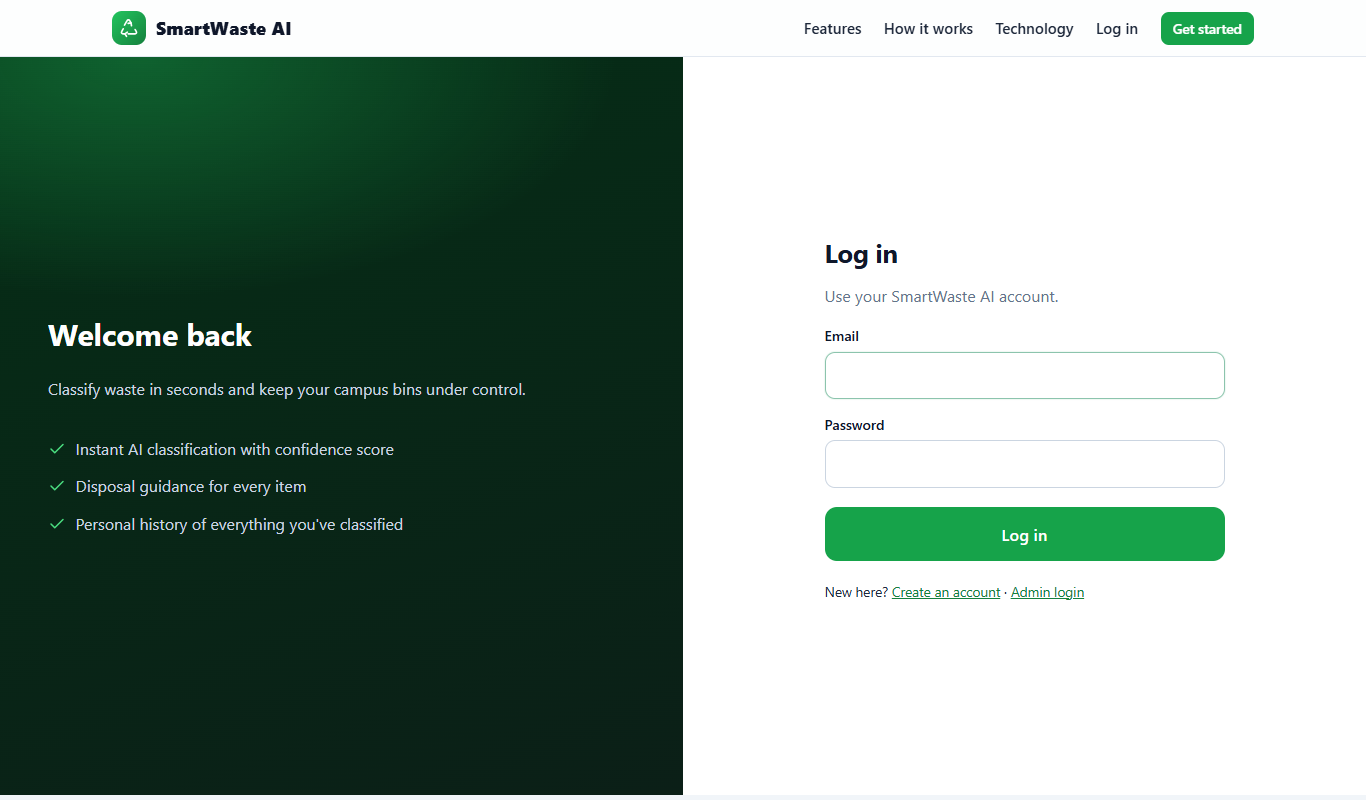 SmartWaste AI
Features
How it works
Technology
Log in
Get started
Welcome back
Classify waste in seconds and keep your campus bins under control.
Instant AI classification with confidence score
Disposal guidance for every item
Personal history of everything you've classified
Log in
Use your SmartWaste AI account.
Email
Password
Log in
New here? Create an account · Admin login